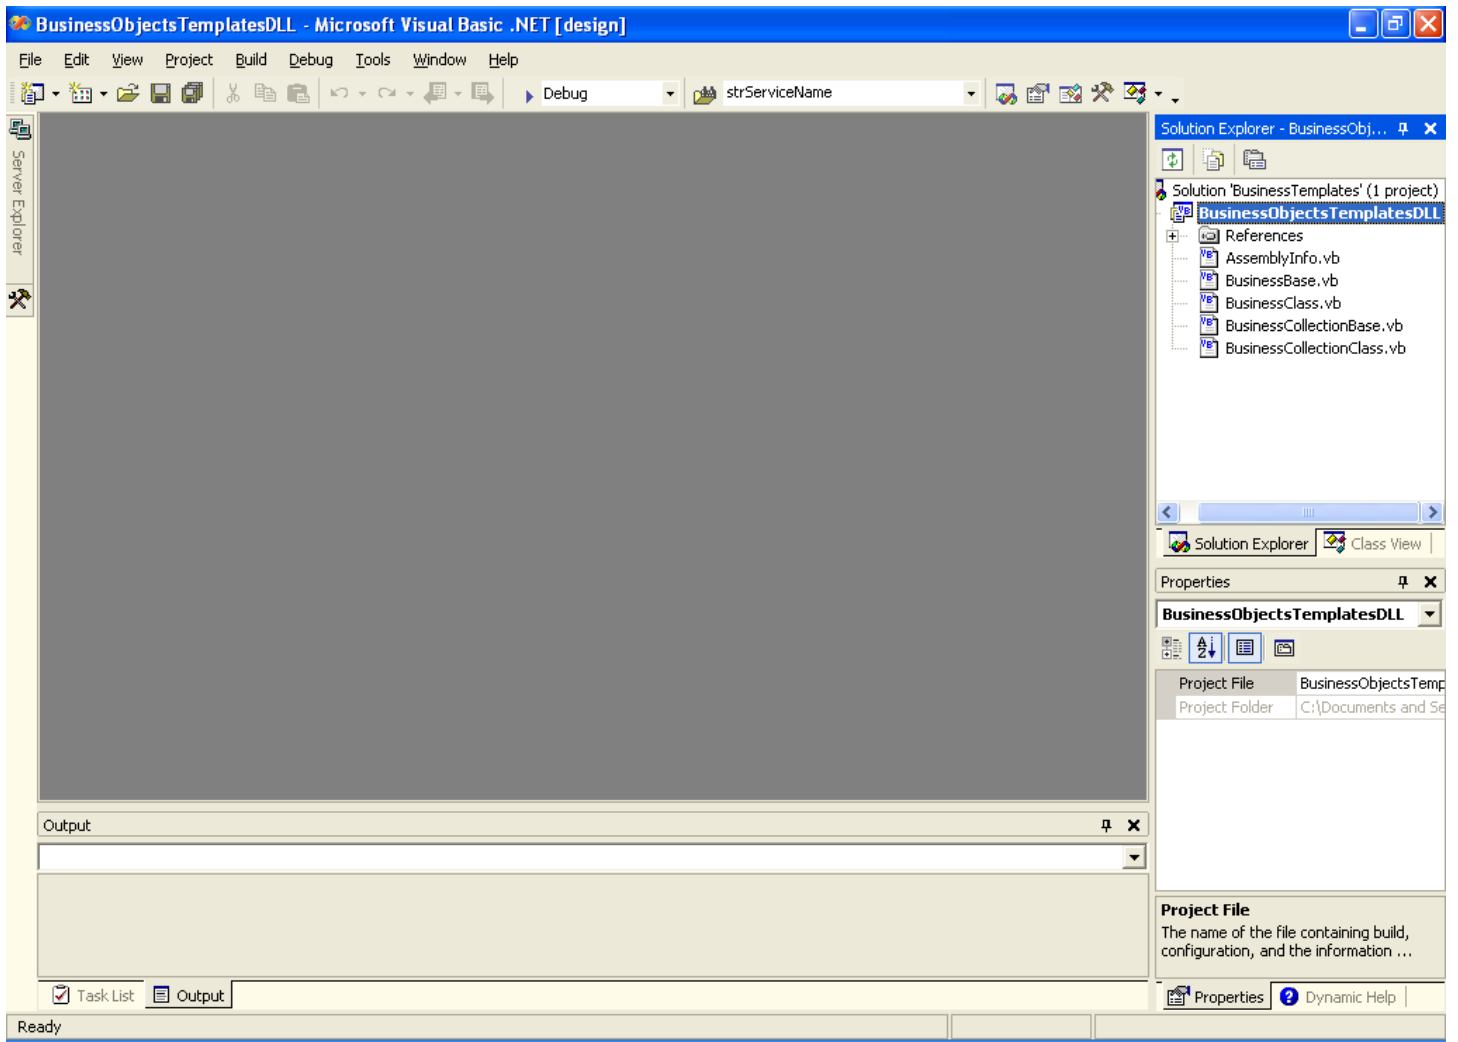 BusinessObjectsTemplatesDLL - Microsoft Visual Basic .NET [design]
File Edit View Project Build Debug Tools Window Help
Debug strServiceName
Server Explorer
Solution Explorer - BusinessObj...
Solution 'BusinessTemplates' (1 project)
BusinessObjectsTemplatesDLL
References
AssemblyInfo.vb
BusinessBase.vb
BusinessClass.vb
BusinessCollectionBase.vb
BusinessCollectionClass.vb
Solution Explorer Class View
Properties
BusinessObjectsTemplatesDLL
Project File BusinessObjectsTemp
Project Folder C:\Documents and Se
Project File
The name of the file containing build,
configuration, and the information ...
Properties Dynamic Help
Output
Task List Output
Ready